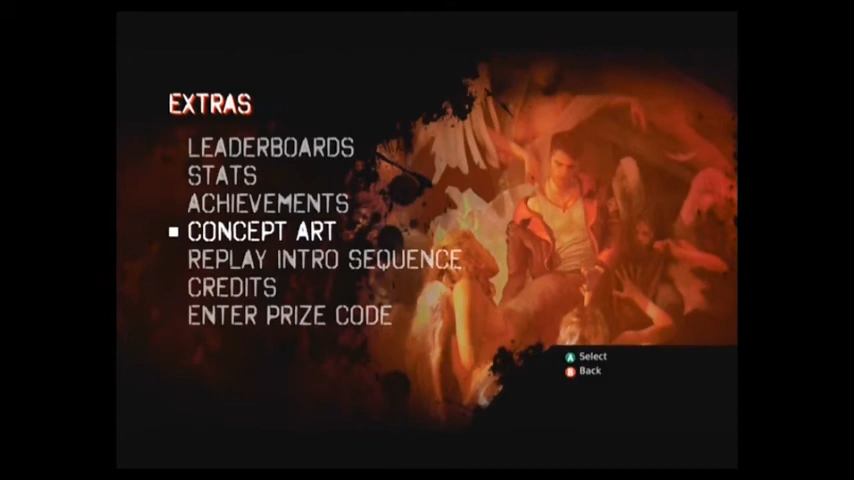 EXTRAS
LEADERBOARDS
STATS
ACHIEVEMENTS
CONCEPT ART
REPLAY INTRO SEQUENCE
CREDITS
ENTER PRIZE CODE
A Select
B Back